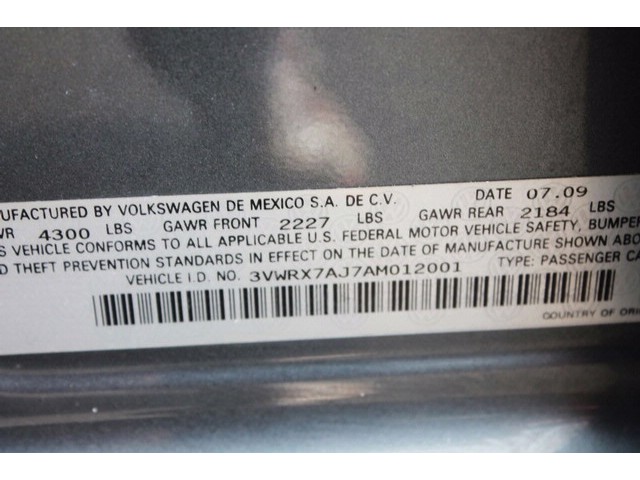 UFACTURED BY VOLKSWAGEN DE MEXICO S.A. DE C.V. DATE 07.09
WR 4300 LBS GAWR FRONT 2227 LBS GAWR REAR 2184 LBS
S VEHICLE CONFORMS TO ALL APPLICABLE U.S. FEDERAL MOTOR VEHICLE SAFETY, BUMPER
D THEFT PREVENTION STANDARDS IN EFFECT ON THE DATE OF MANUFACTURE SHOWN ABO
VEHICLE I.D. NO. 3VWRX7AJ7AM012001 TYPE: PASSENGER CA
COUNTRY OF ORI